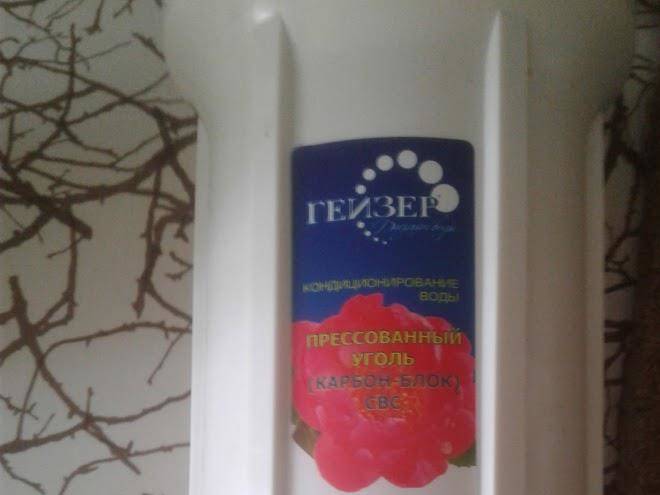 ГЕЙЗЕР
КОНДИЦИОНИРОВАНИЕ
ВОДЫ
ПРЕССОВАННЫЙ
УГОЛЬ
(КАРБОН-БЛОК)
СВС